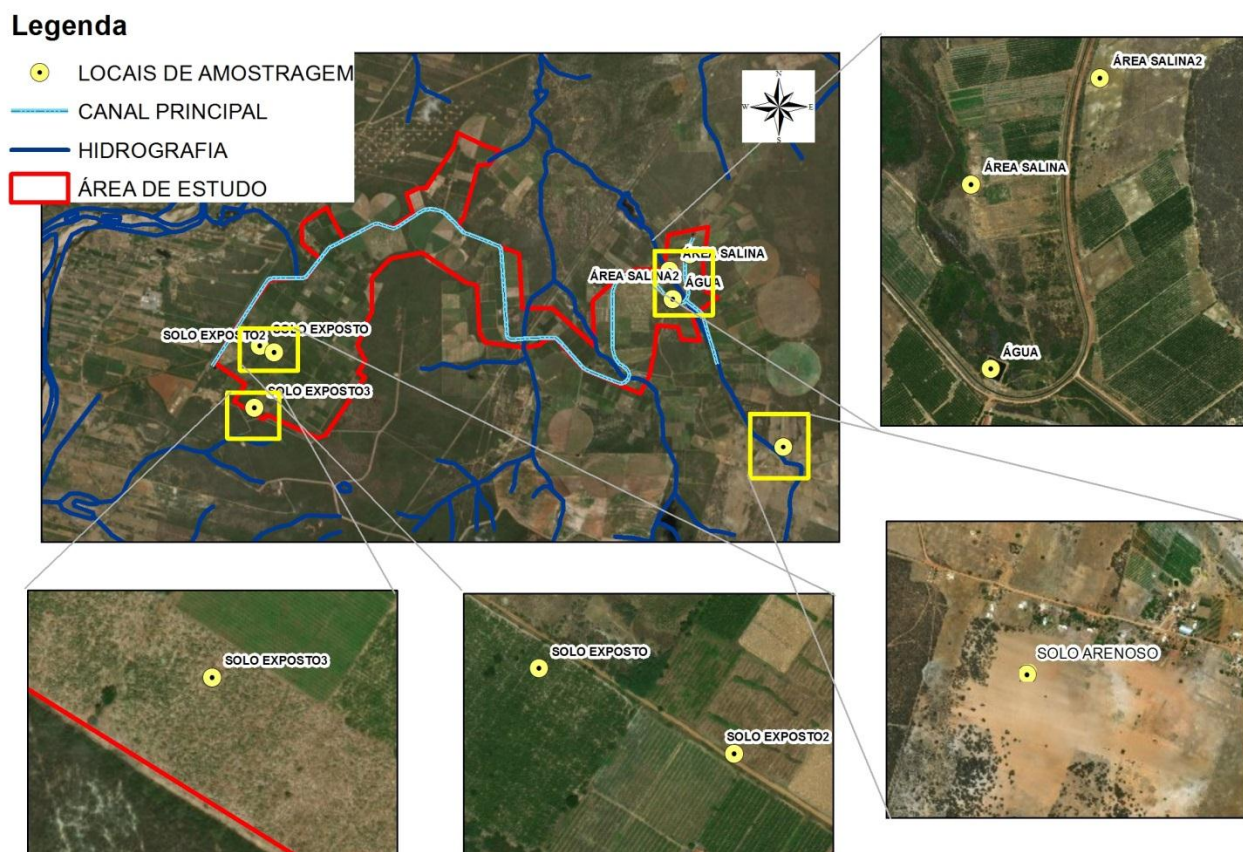 Legenda
LOCAIS DE AMOSTRAGEM
CANAL PRINCIPAL
HIDROGRAFIA
ÁREA DE ESTUDO
N
W
E
S
ÁREA SALINA
ÁREA SALINA2
ÁGUA
SOLO EXPOSTO2
SOLO EXPOSTO
SOLO EXPOSTO3
ÁREA SALINA2
ÁREA SALINA
ÁGUA
SOLO EXPOSTO3
SOLO EXPOSTO
SOLO EXPOSTO2
SOLO ARENOSO